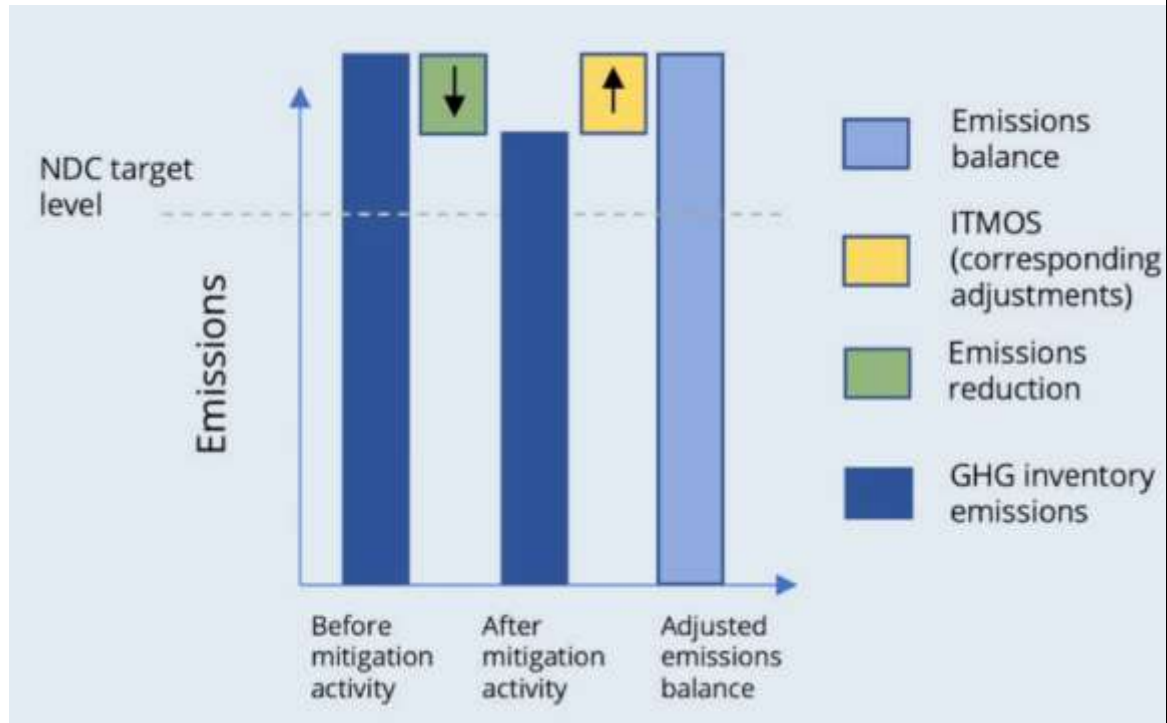 NDC target
level
Emissions
Before
mitigation
activity
After
mitigation
activity
Adjusted
emissions
balance
Emissions
balance
ITMOS
(corresponding
adjustments)
Emissions
reduction
GHG inventory
emissions